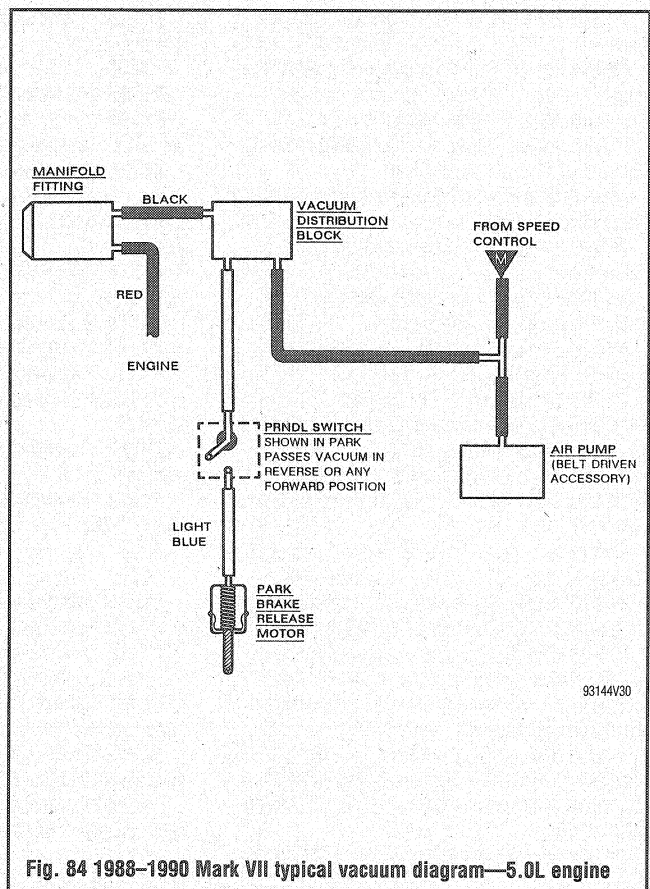 MANIFOLD
FITTING
BLACK
VACUUM
DISTRIBUTION
BLOCK
FROM SPEED
CONTROL
M
RED
ENGINE
PRNDL SWITCH
SHOWN IN PARK
PASSES VACUUM IN
REVERSE OR ANY
FORWARD POSITION
AIR PUMP
(BELT DRIVEN
ACCESSORY)
LIGHT
BLUE
PARK
BRAKE
RELEASE
MOTOR
93144V30
Fig. 84 1988–1990 Mark VII typical vacuum diagram—5.0L engine